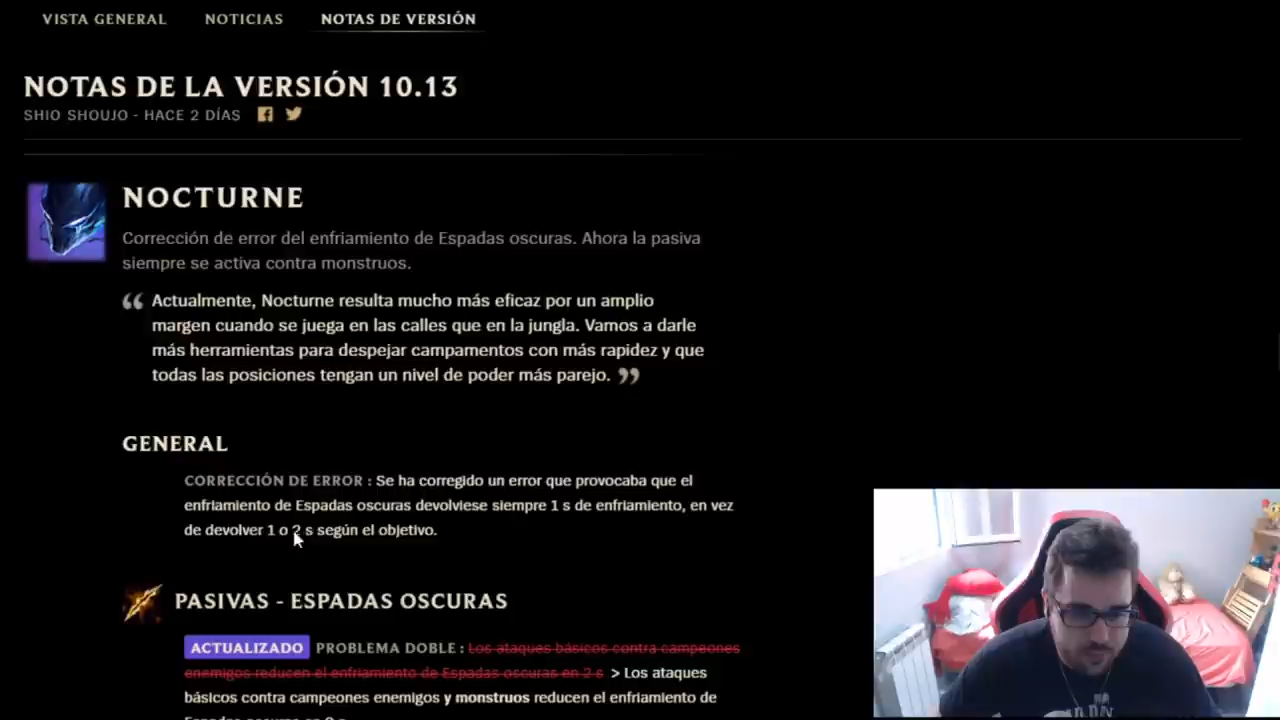 VISTA GENERAL NOTICIAS NOTAS DE VERSIÓN
NOTAS DE LA VERSIÓN 10.13
SHIO SHOUJO - HACE 2 DÍAS
NOCTURNE
Corrección de error del enfriamiento de Espadas oscuras. Ahora la pasiva
siempre se activa contra monstruos.
“ Actualmente, Nocturne resulta mucho más eficaz por un amplio
margen cuando se juega en las calles que en la jungla. Vamos a darle
más herramientas para despejar campamentos con más rapidez y que
todas las posiciones tengan un nivel de poder más parejo. ”
GENERAL
CORRECCIÓN DE ERROR : Se ha corregido un error que provocaba que el
enfriamiento de Espadas oscuras devolviese siempre 1 s de enfriamiento, en vez
de devolver 1 o 2 s según el objetivo.
PASIVAS - ESPADAS OSCURAS
ACTUALIZADO PROBLEMA DOBLE : Los ataques básicos contra campeones
enemigos reducen el enfriamiento de Espadas oscuras en 2 s > Los ataques
básicos contra campeones enemigos y monstruos reducen el enfriamiento de